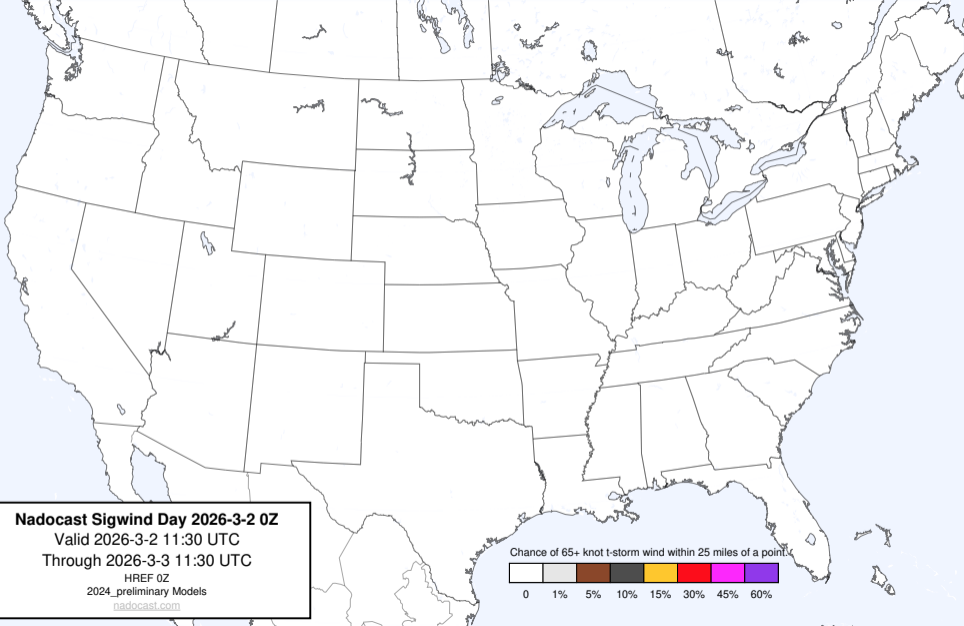 Nadocast Sigwind Day 2026-3-2 0Z
Valid 2026-3-2 11:30 UTC
Through 2026-3-3 11:30 UTC
HREF 0Z
2024_preliminary Models
nadocast.com
Chance of 65+ knot t-storm wind within 25 miles of a point.
0 1% 5% 10% 15% 30% 45% 60%